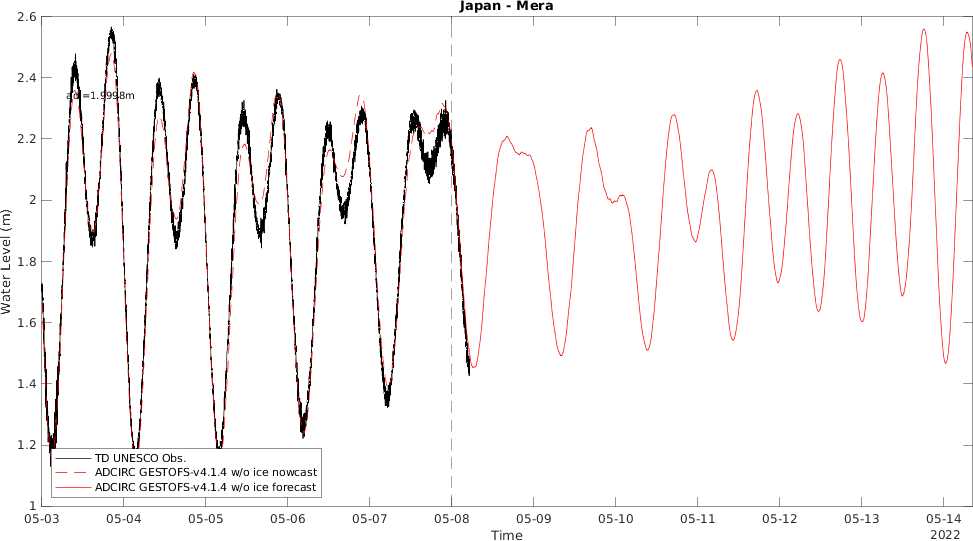 Japan - Mera
2.6
2.4
2.2
2
1.8
1.6
1.4
1.2
1
Water Level (m)
=1.9998m
TD UNESCO Obs.
ADCIRC GESTOFS-v4.1.4 w/o ice nowcast
ADCIRC GESTOFS-v4.1.4 w/o ice forecast
05-03 05-04 05-05 05-06 05-07 05-08 05-09 05-10 05-11 05-12 05-13 05-14
Time
2022